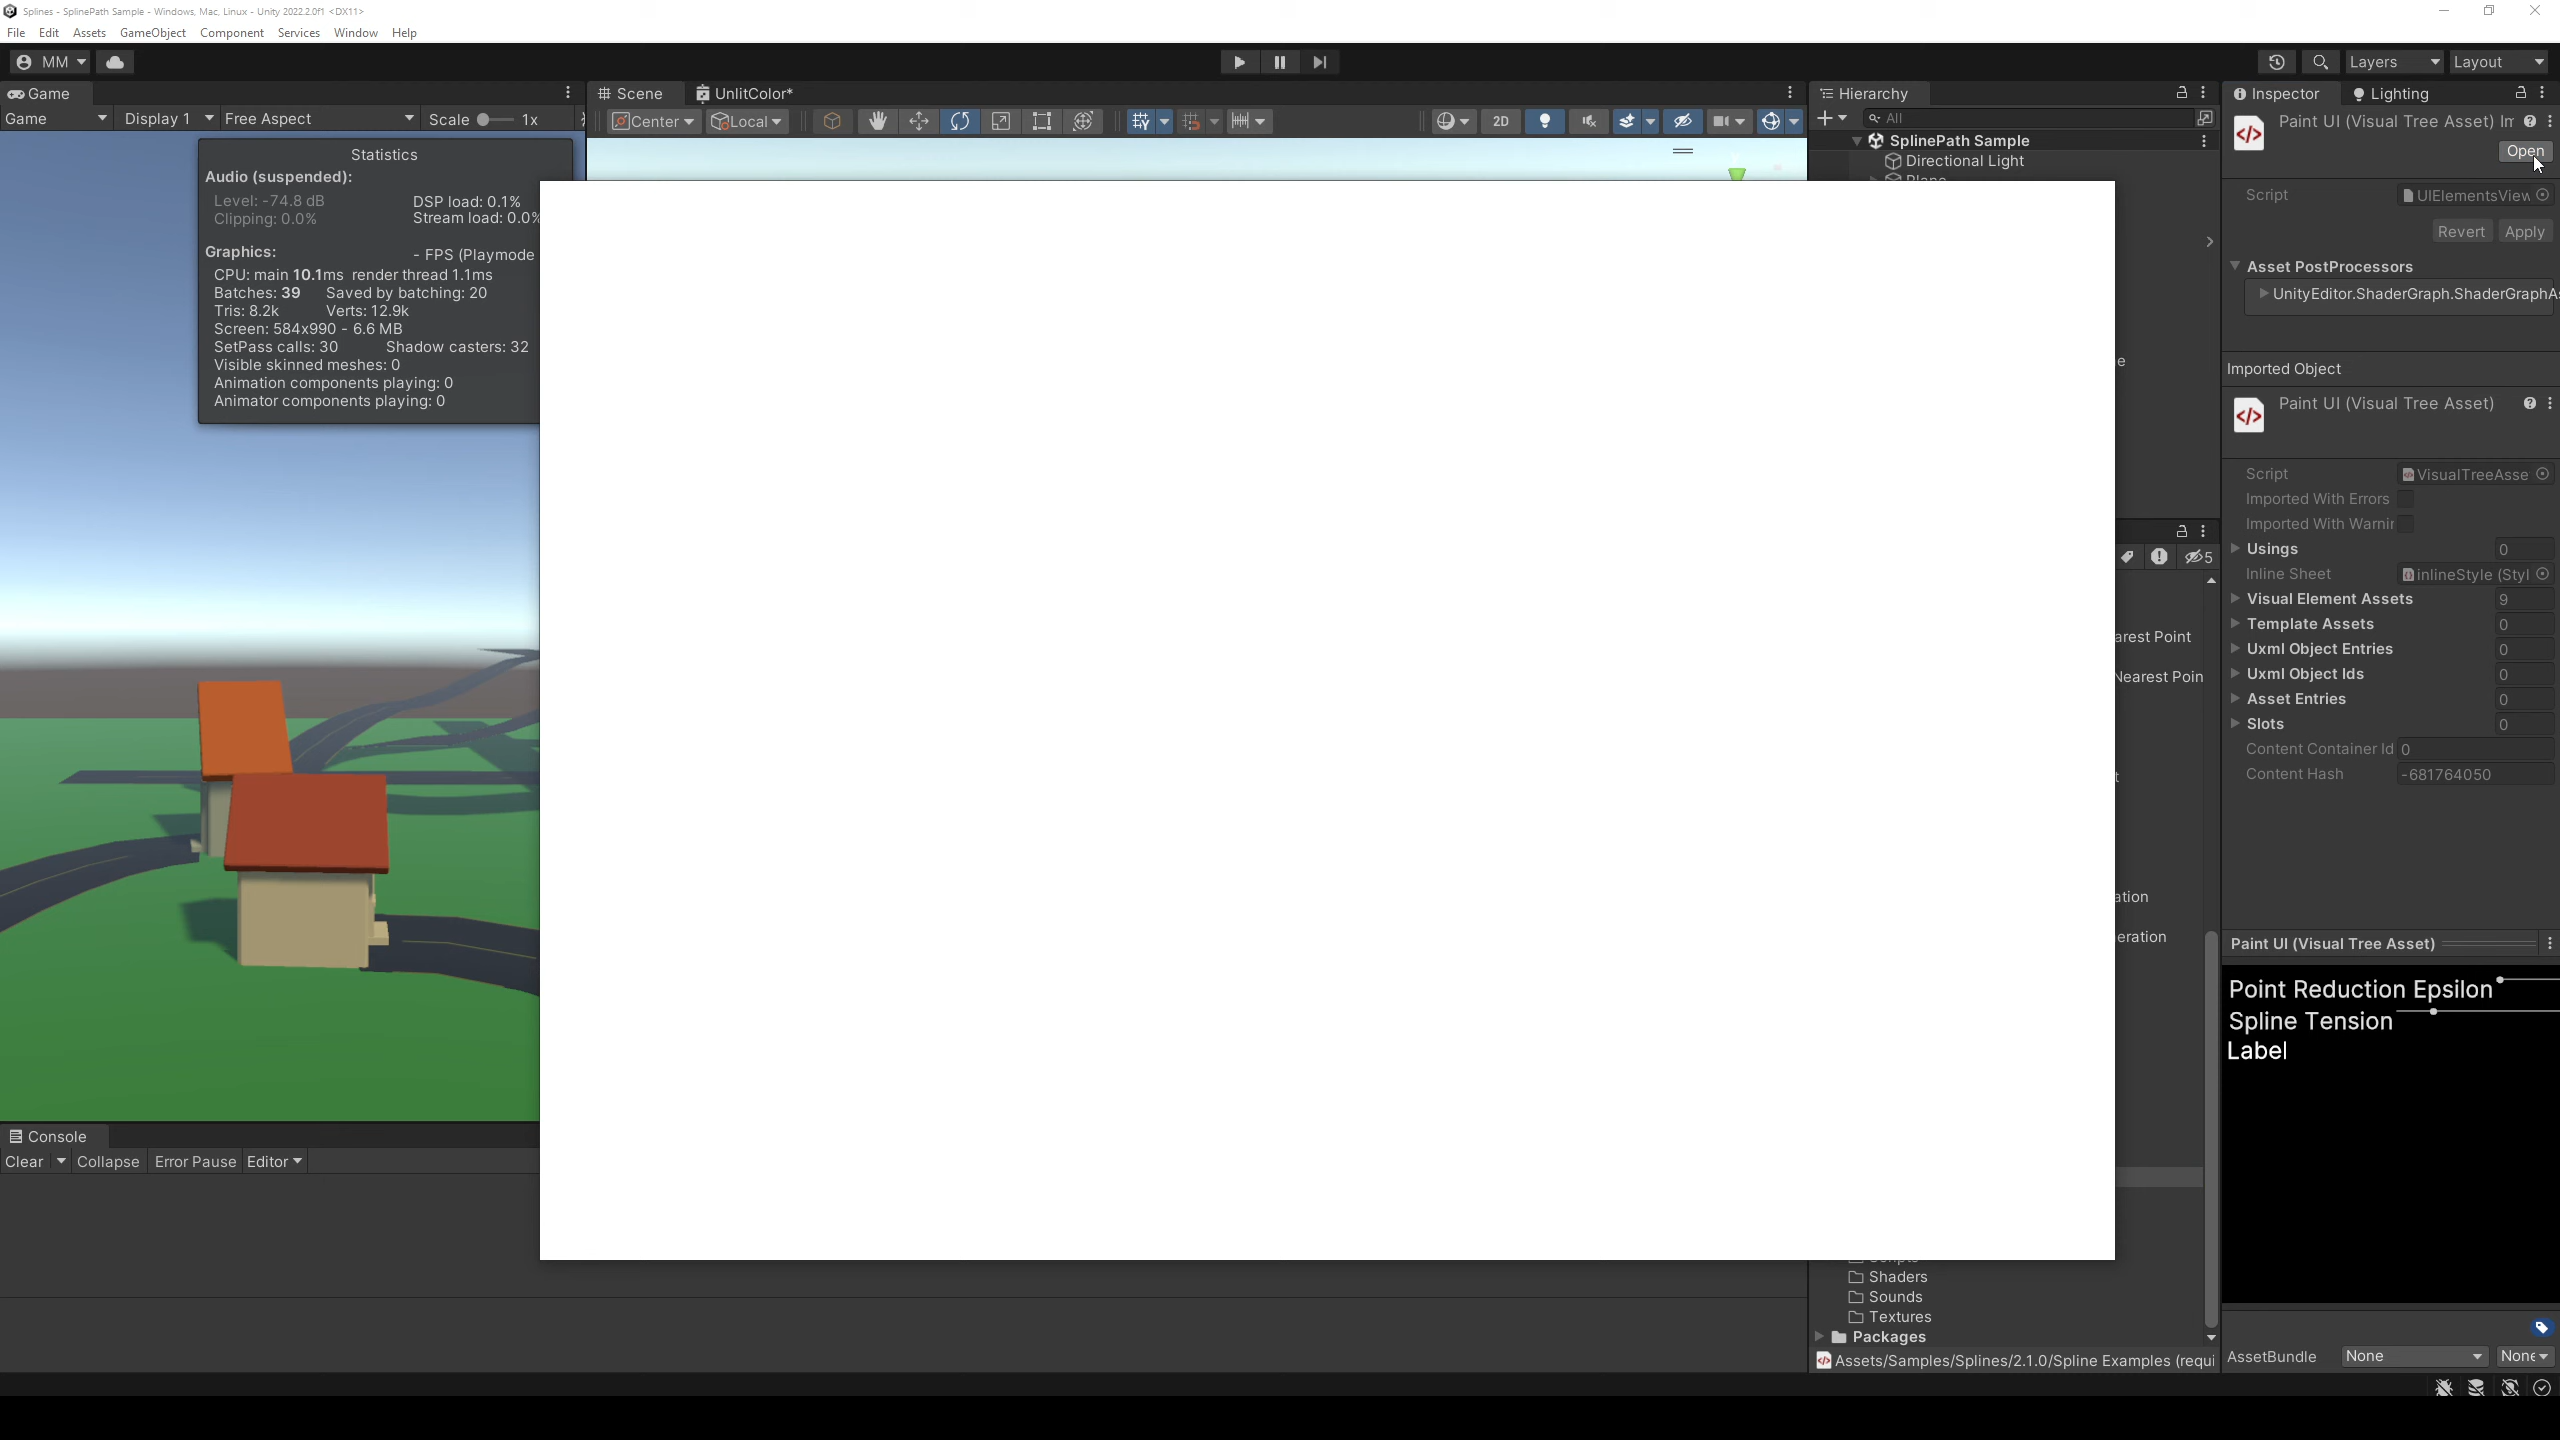 Splines - SplinePath Sample - Windows, Mac, Linux - Unity 2022.2.0f1 <DX11>
File Edit Assets GameObject Component Services Window Help
MM Layers Layout
Game
Game Display 1 Free Aspect Scale 1x
Statistics
Audio (suspended):
Level: -74.8 dB DSP load: 0.1%
Clipping: 0.0% Stream load: 0.0%
Graphics: - FPS (Playmode
CPU: main 10.1ms render thread 1.1ms
Batches: 39 Saved by batching: 20
Tris: 8.2k Verts: 12.9k
Screen: 584x990 - 6.6 MB
SetPass calls: 30 Shadow casters: 32
Visible skinned meshes: 0
Animation components playing: 0
Animator components playing: 0
Console
Clear Collapse Error Pause Editor
Scene UnlitColor*
Center Local 2D
Hierarchy
All
SplinePath Sample
Directional Light
e
5
arest Point
Nearest Poin
t
ation
eration
Shaders
Sounds
Textures
Packages
Assets/Samples/Splines/2.1.0/Spline Examples (requi
Inspector Lighting
Paint UI (Visual Tree Asset) Im
Open
Script UIElementsView
Revert Apply
Asset PostProcessors
UnityEditor.ShaderGraph.ShaderGraphAs
Imported Object
Paint UI (Visual Tree Asset)
Script VisualTreeAsse
Imported With Errors
Imported With Warnin
Usings 0
Inline Sheet inlineStyle (Styl
Visual Element Assets 9
Template Assets 0
Uxml Object Entries 0
Uxml Object Ids 0
Asset Entries 0
Slots 0
Content Container Id 0
Content Hash -681764050
Paint UI (Visual Tree Asset)
Point Reduction Epsilon
Spline Tension
Label
AssetBundle None None